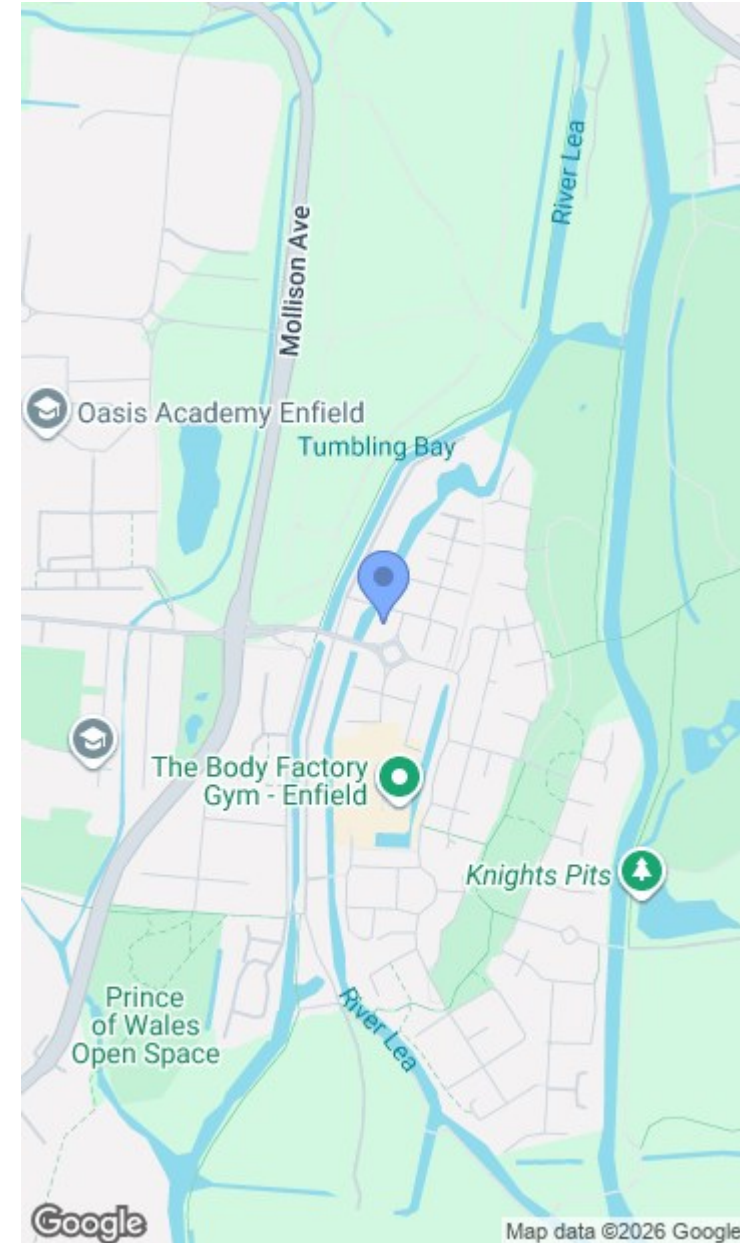 River Lea
Mollison Ave
Oasis Academy Enfield
Tumbling Bay
The Body Factory
Gym - Enfield
Knights Pits
Prince
of Wales
Open Space
River Lea
Google
Map data ©2026 Google